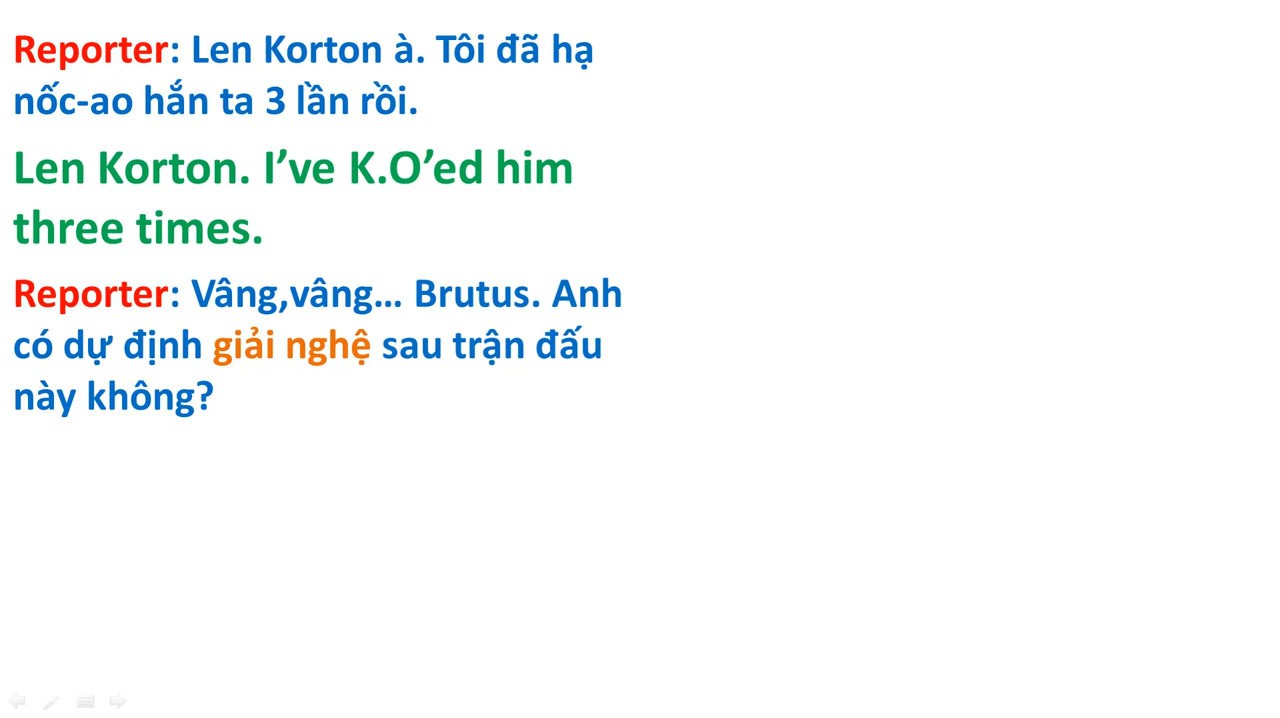 Reporter: Len Korton à. Tôi đã hạ
nốc-ao hắn ta 3 lần rồi.
Len Korton. I’ve K.O’ed him
three times.
Reporter: Vâng,vâng… Brutus. Anh
có dự định giải nghệ sau trận đấu
này không?